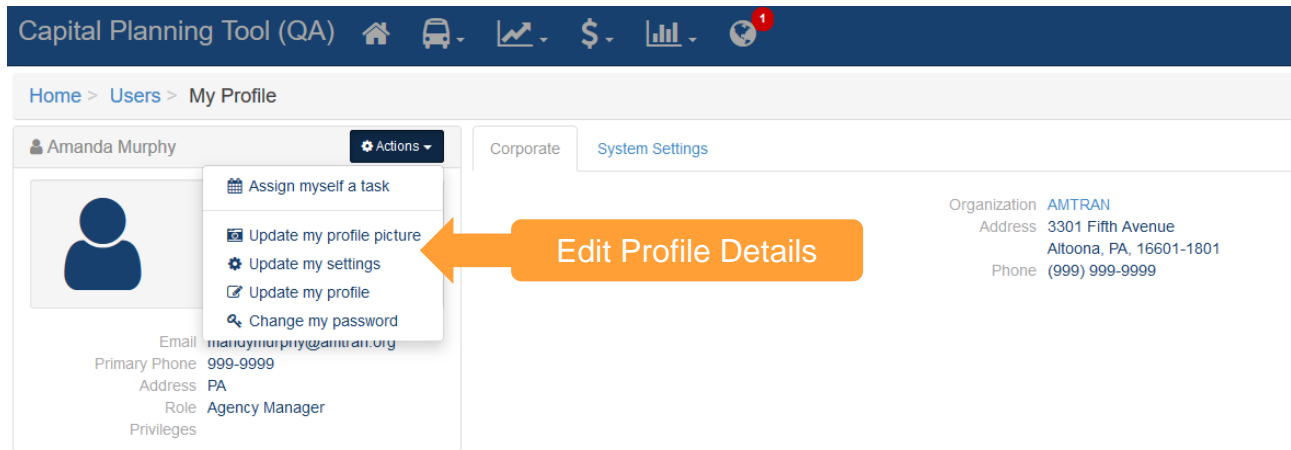 Capital Planning Tool (QA)
1
Home > Users > My Profile
Amanda Murphy
Actions
Assign myself a task
Update my profile picture
Update my settings
Update my profile
Change my password
Email mandymurphy@amtran.org
Primary Phone 999-9999
Address PA
Role Agency Manager
Privileges
Edit Profile Details
Corporate System Settings
Organization AMTRAN
Address 3301 Fifth Avenue
Altoona, PA, 16601-1801
Phone (999) 999-9999